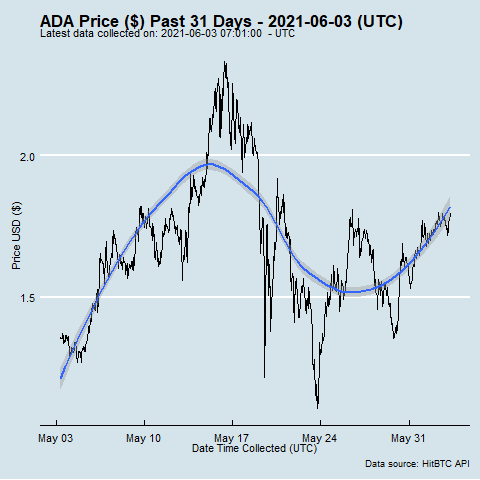 ADA Price ($) Past 31 Days - 2021-06-03 (UTC)
Latest data collected on: 2021-06-03 07:01:00  - UTC
Price USD ($)
2.0
1.5
May 03 May 10 May 17 May 24 May 31
Date Time Collected (UTC)
Data source: HitBTC API